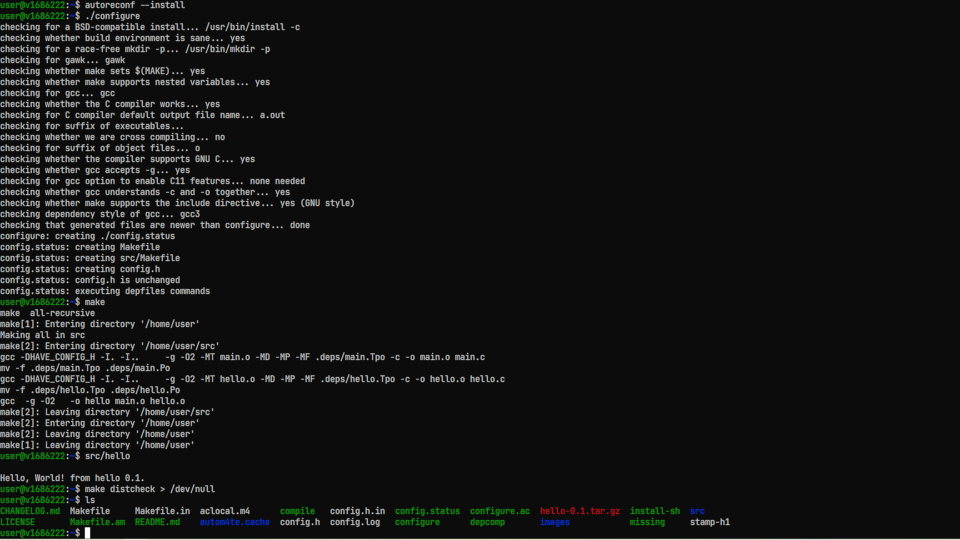 user@v1686222:~$ autoreconf --install
user@v1686222:~$ ./configure
checking for a BSD-compatible install... /usr/bin/install -c
checking whether build environment is sane... yes
checking for a race-free mkdir -p... /usr/bin/mkdir -p
checking for gawk... gawk
checking whether make sets $(MAKE)... yes
checking whether make supports nested variables... yes
checking for gcc... gcc
checking whether the C compiler works... yes
checking for C compiler default output file name... a.out
checking for suffix of executables...
checking whether we are cross compiling... no
checking for suffix of object files... o
checking whether the compiler supports GNU C... yes
checking whether gcc accepts -g... yes
checking for gcc option to enable C11 features... none needed
checking whether gcc understands -c and -o together... yes
checking whether make supports the include directive... yes (GNU style)
checking dependency style of gcc... gcc3
checking that generated files are newer than configure... done
configure: creating ./config.status
config.status: creating Makefile
config.status: creating src/Makefile
config.status: creating config.h
config.status: config.h is unchanged
config.status: executing depfiles commands
user@v1686222:~$ make
make  all-recursive
make[1]: Entering directory '/home/user'
Making all in src
make[2]: Entering directory '/home/user/src'
gcc -DHAVE_CONFIG_H -I. -I..     -g -O2 -MT main.o -MD -MP -MF .deps/main.Tpo -c -o main.o main.c
mv -f .deps/main.Tpo .deps/main.Po
gcc -DHAVE_CONFIG_H -I. -I..     -g -O2 -MT hello.o -MD -MP -MF .deps/hello.Tpo -c -o hello.o hello.c
mv -f .deps/hello.Tpo .deps/hello.Po
gcc  -g -O2   -o hello main.o hello.o
make[2]: Leaving directory '/home/user/src'
make[2]: Entering directory '/home/user'
make[2]: Leaving directory '/home/user'
make[1]: Leaving directory '/home/user'
user@v1686222:~$ src/hello

Hello, World! from hello 0.1.
user@v1686222:~$ make distcheck > /dev/null
user@v1686222:~$ ls
CHANGELOG.md  Makefile     Makefile.in  aclocal.m4      compile   config.h.in  config.status  configure.ac  hello-0.1.tar.gz  install-sh  src
LICENSE       Makefile.am  README.md    autom4te.cache  config.h  config.log   configure      depcomp       images            missing     stamp-h1
user@v1686222:~$